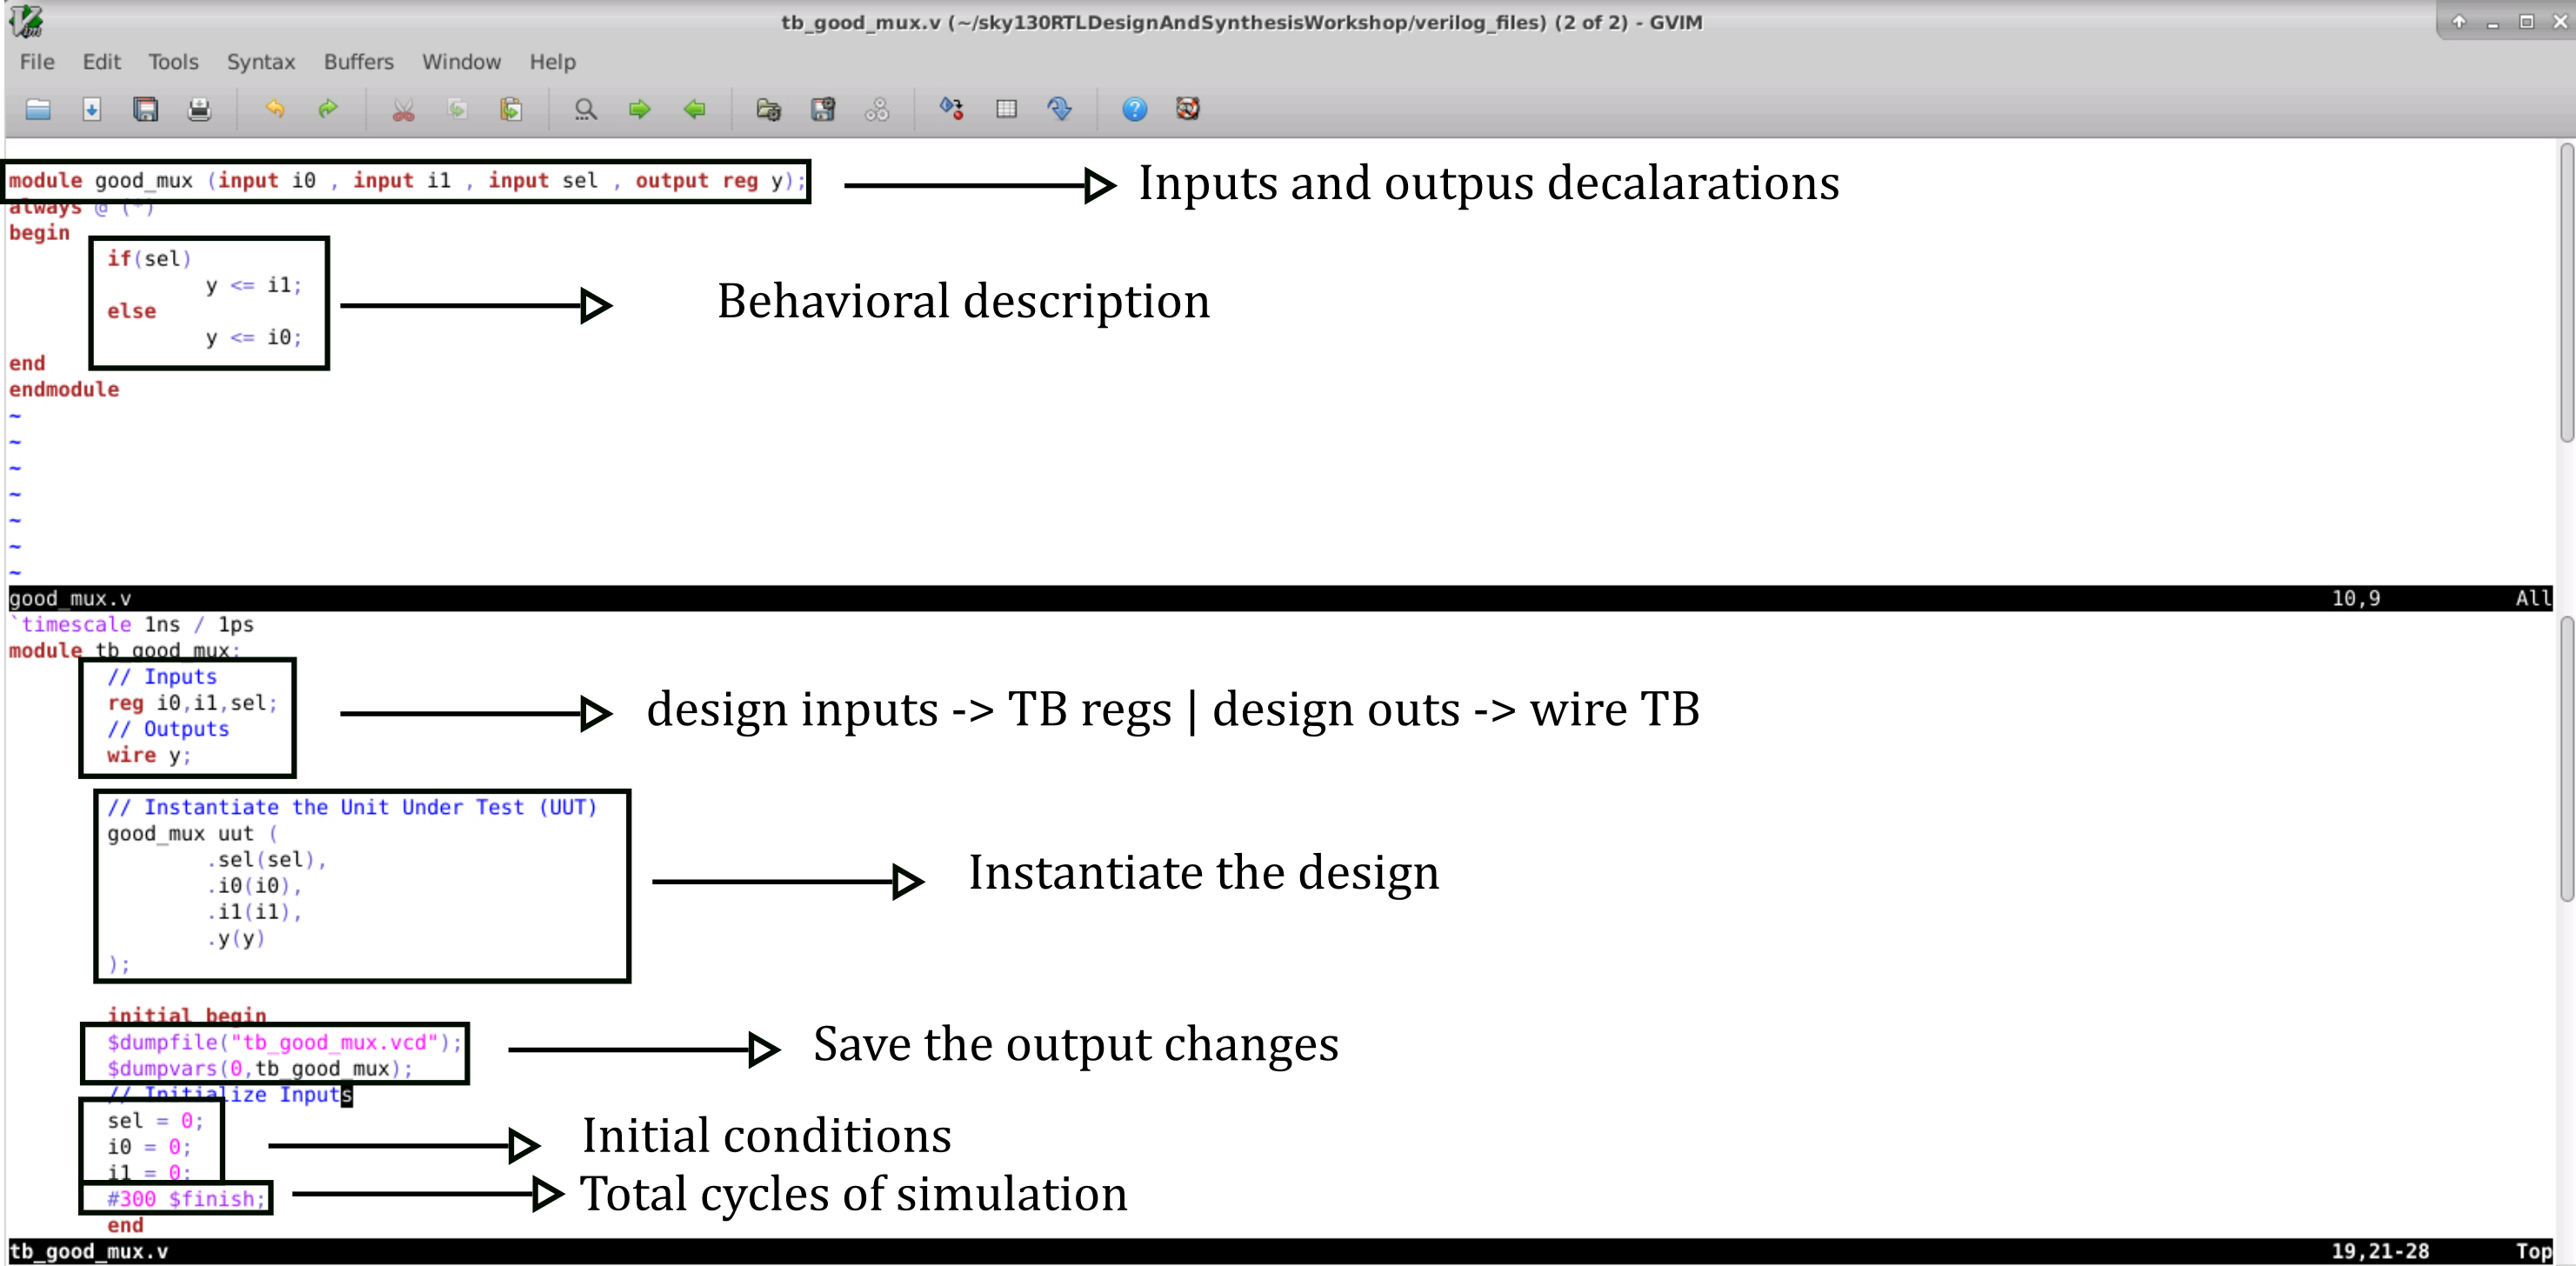 tb_good_mux.v (~/sky130RTLDesignAndSynthesisWorkshop/verilog_files) (2 of 2) - GVIM
File Edit Tools Syntax Buffers Window Help
module good_mux (input i0 , input i1 , input sel , output reg y);
Inputs and outpus decalarations
always @ (*)
begin
if(sel)
y <= i1;
else
y <= i0;
Behavioral description
end
endmodule
~
~
~
~
~
~
~
good_mux.v 10,9 All
`timescale 1ns / 1ps
module tb_good_mux;
// Inputs
reg i0,i1,sel;
// Outputs
wire y;
design inputs -> TB regs | design outs -> wire TB
// Instantiate the Unit Under Test (UUT)
good_mux uut (
.sel(sel),
.i0(i0),
.i1(i1),
.y(y)
);
Instantiate the design
initial begin
$dumpfile("tb_good_mux.vcd");
$dumpvars(0,tb_good_mux);
Save the output changes
// Initialize Inputs
sel = 0;
i0 = 0;
i1 = 0;
Initial conditions
#300 $finish;
Total cycles of simulation
end
tb_good_mux.v 19,21-28 Top